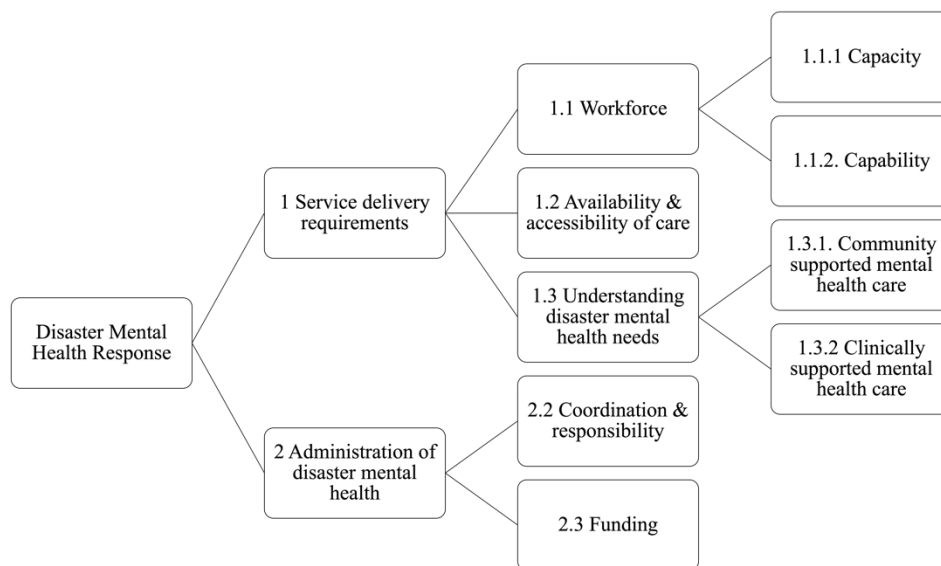 Disaster Mental
Health Response
1 Service delivery
requirements
1.1 Workforce
1.1.1 Capacity
1.1.2. Capability
1.2 Availability &
accessibility of care
1.3 Understanding
disaster mental
health needs
1.3.1. Community
supported mental
health care
1.3.2 Clinically
supported mental
health care
2 Administration of
disaster mental
health
2.2 Coordination &
responsibility
2.3 Funding